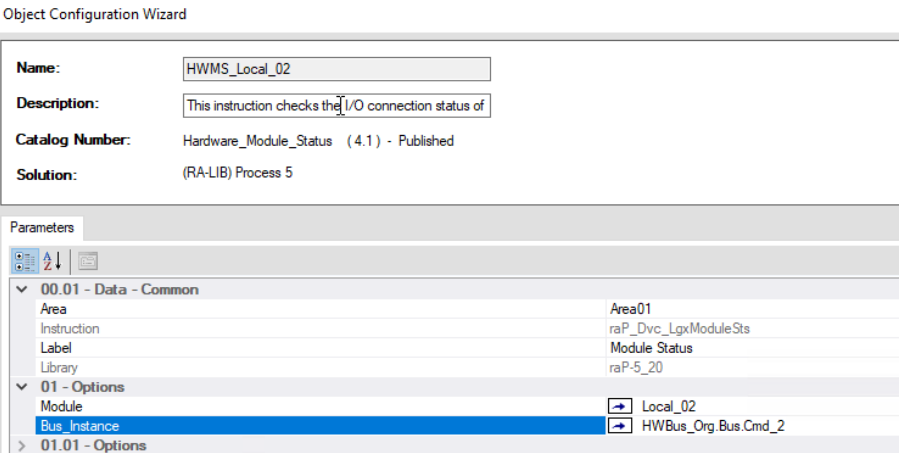 Object Configuration Wizard
Name: HWMS_Local_02
Description: This instruction checks the I/O connection status of
Catalog Number: Hardware_Module_Status ( 4.1 ) - Published
Solution: (RA-LIB) Process 5
Parameters
00.01 - Data - Common
Area Area01
Instruction raP_Dvc_LgxModuleSts
Label Module Status
Library raP-5_20
01 - Options
Module Local_02
Bus_Instance HWBus_Org.Bus.Cmd_2
01.01 - Options